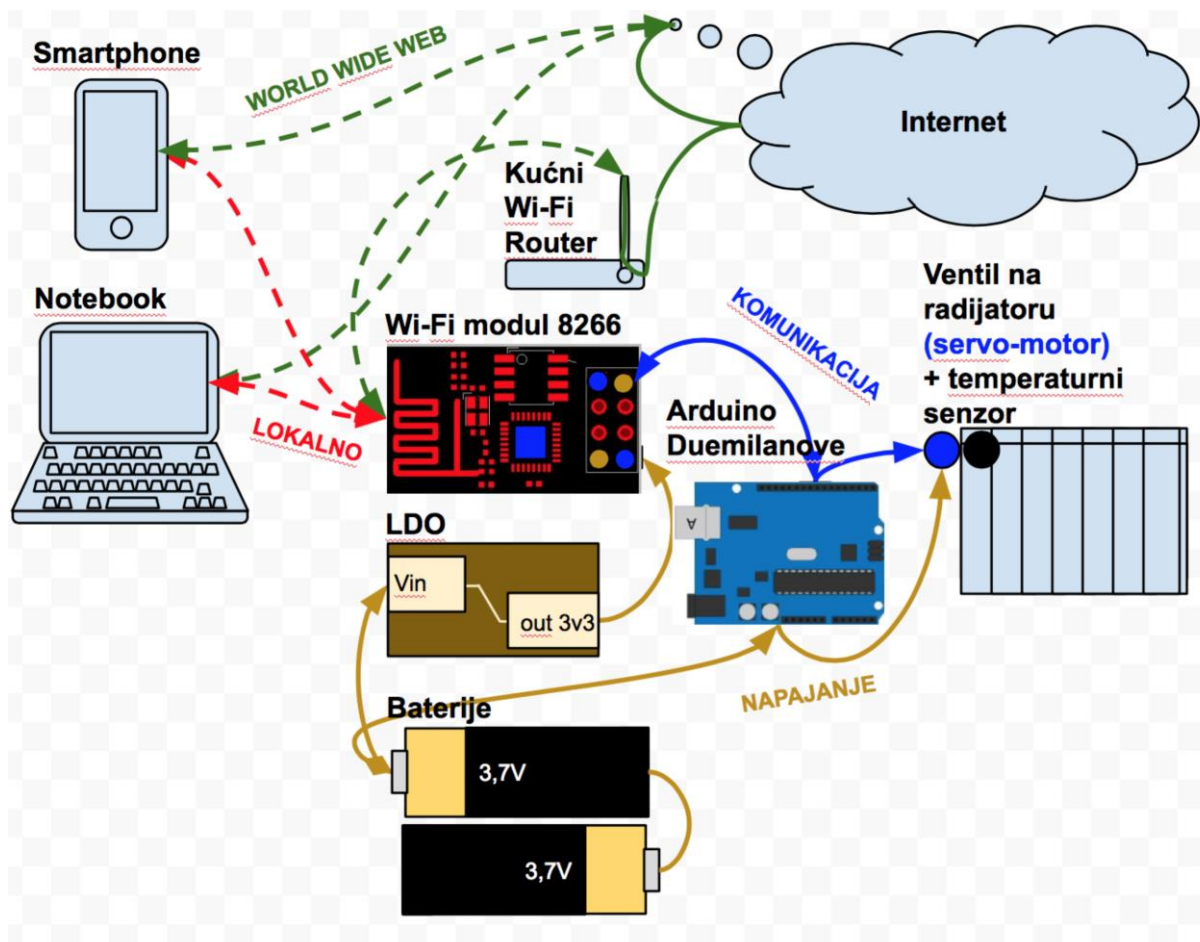 Smartphone
WORLD WIDE WEB
Internet
Kućni
Wi-Fi
Router
Notebook
Wi-Fi modul 8266
LOKALNO
KOMUNIKACIJA
Ventil na
radijatoru
(servo-motor)
+ temperaturni
senzor
Arduino
Duemilanove
A
LDO
Vin
out 3v3
NAPAJANJE
Baterije
3,7V
3,7V